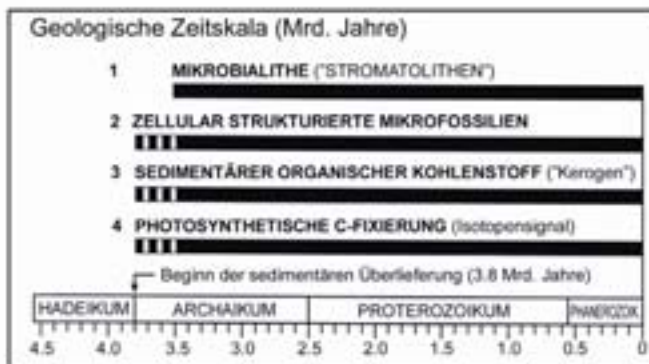 Geologische Zeitskala (Mrd. Jahre)
1 MIKROBIALITHE ("STROMATOLITHEN")
2 ZELLULAR STRUKTURIERTE MIKROFOSSILIEN
3 SEDIMENTÄRER ORGANISCHER KOHLENSTOFF ("Kerogen")
4 PHOTOSYNTHETISCHE C-FIXIERUNG (Isotopensignal)
Beginn der sedimentären Überlieferung (3.8 Mrd. Jahre)
HADEIKUM ARCHAIKUM PROTEROZOIKUM PHANEROZOIK.
4.5 4.0 3.5 3.0 2.5 2.0 1.5 1.0 0.5 0